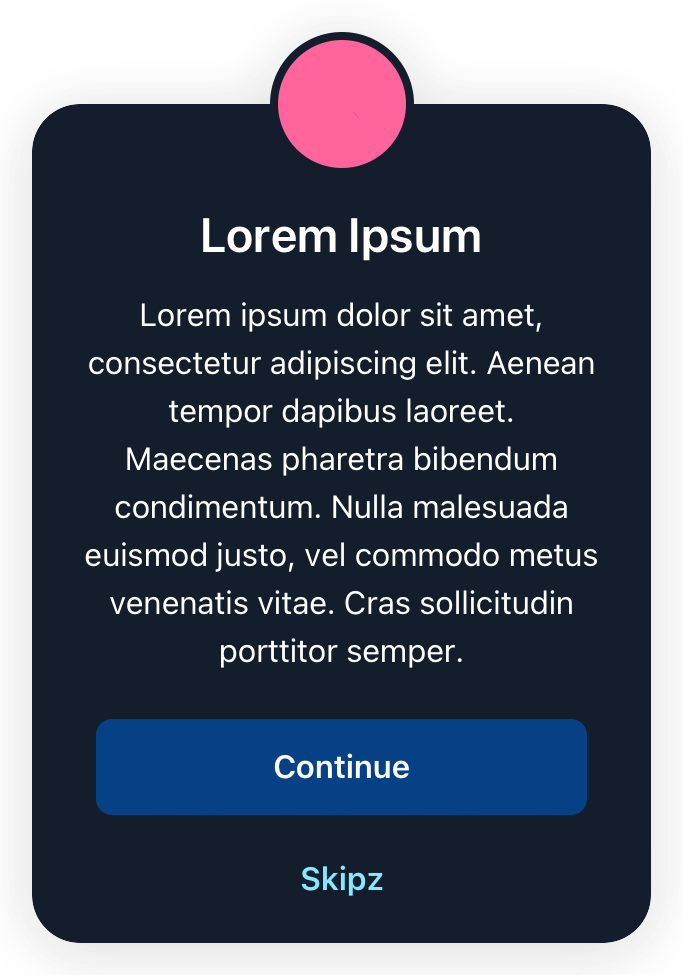 Lorem Ipsum
Lorem ipsum dolor sit amet,
consectetur adipiscing elit. Aenean
tempor dapibus laoreet.
Maecenas pharetra bibendum
condimentum. Nulla malesuada
euismod justo, vel commodo metus
venenatis vitae. Cras sollicitudin
porttitor semper.
Continue
Skipz